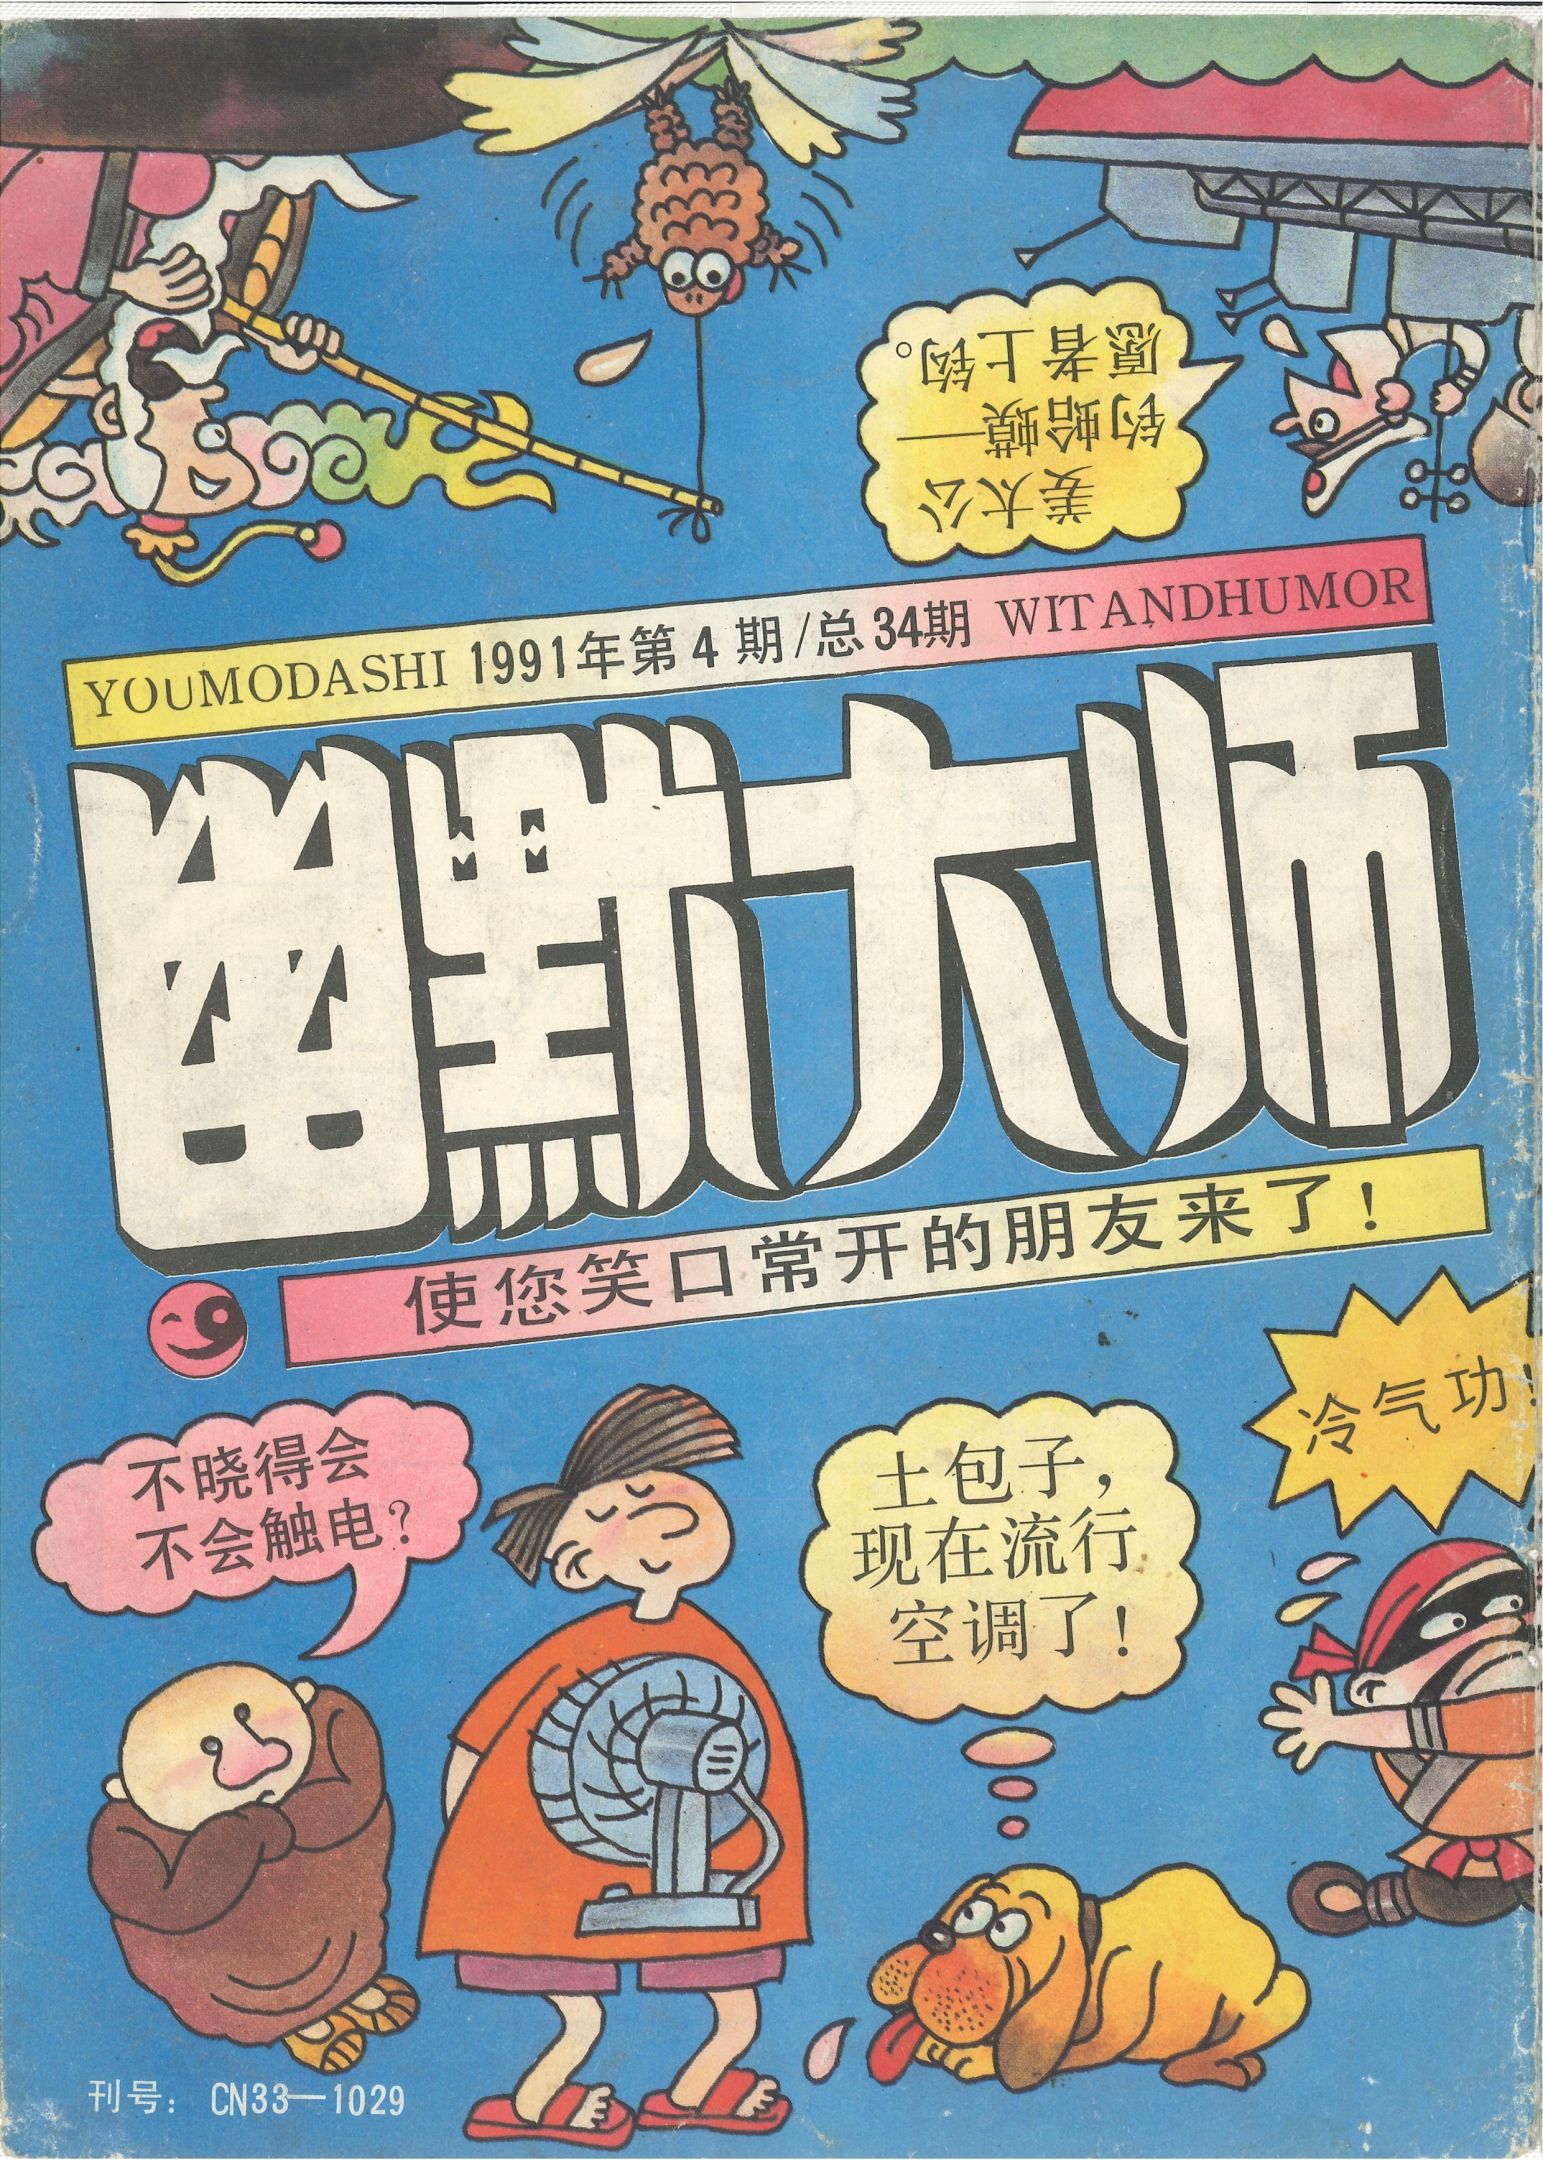 姜太公
钓蛤蟆——
愿者上钩。
YOUMODASHI 1991年第4期/总34期 WITANDHUMOR
幽默大师
使您笑口常开的朋友来了!
冷气功!
不晓得会
不会触电?
土包子,
现在流行
空调了!
刊号: CN33—1029